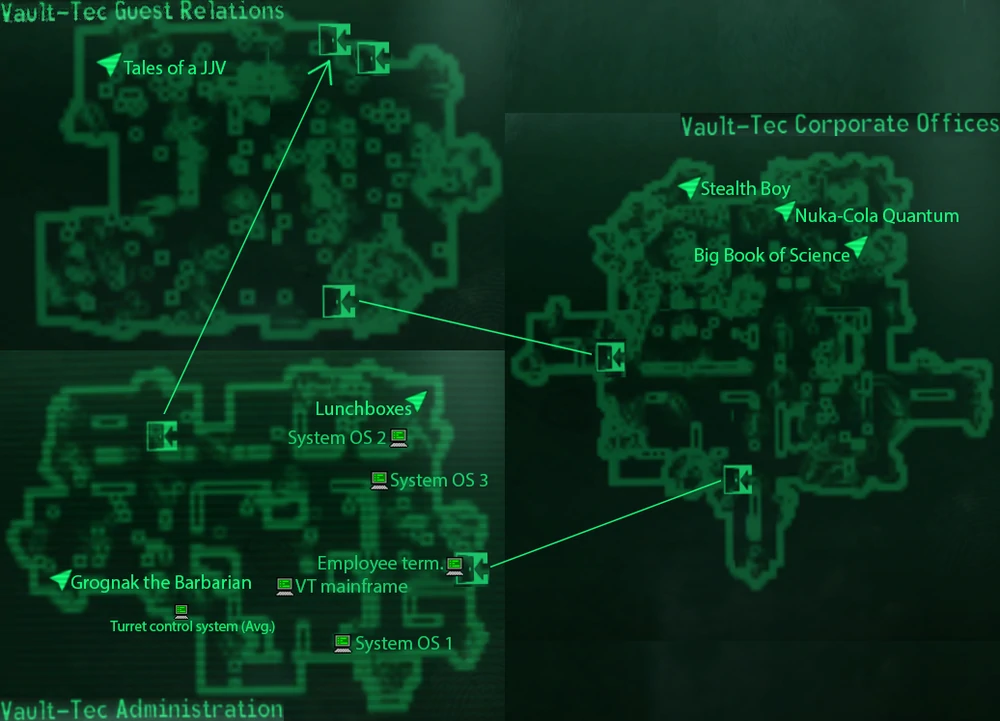 Vault-Tec Guest Relations
Tales of a JJV
Vault-Tec Corporate Offices
Stealth Boy
Nuka-Cola Quantum
Big Book of Science
Lunchboxes
System OS 2
System OS 3
Employee term.
VT mainframe
Grognak the Barbarian
Turret control system (Avg.)
System OS 1
Vault-Tec Administration